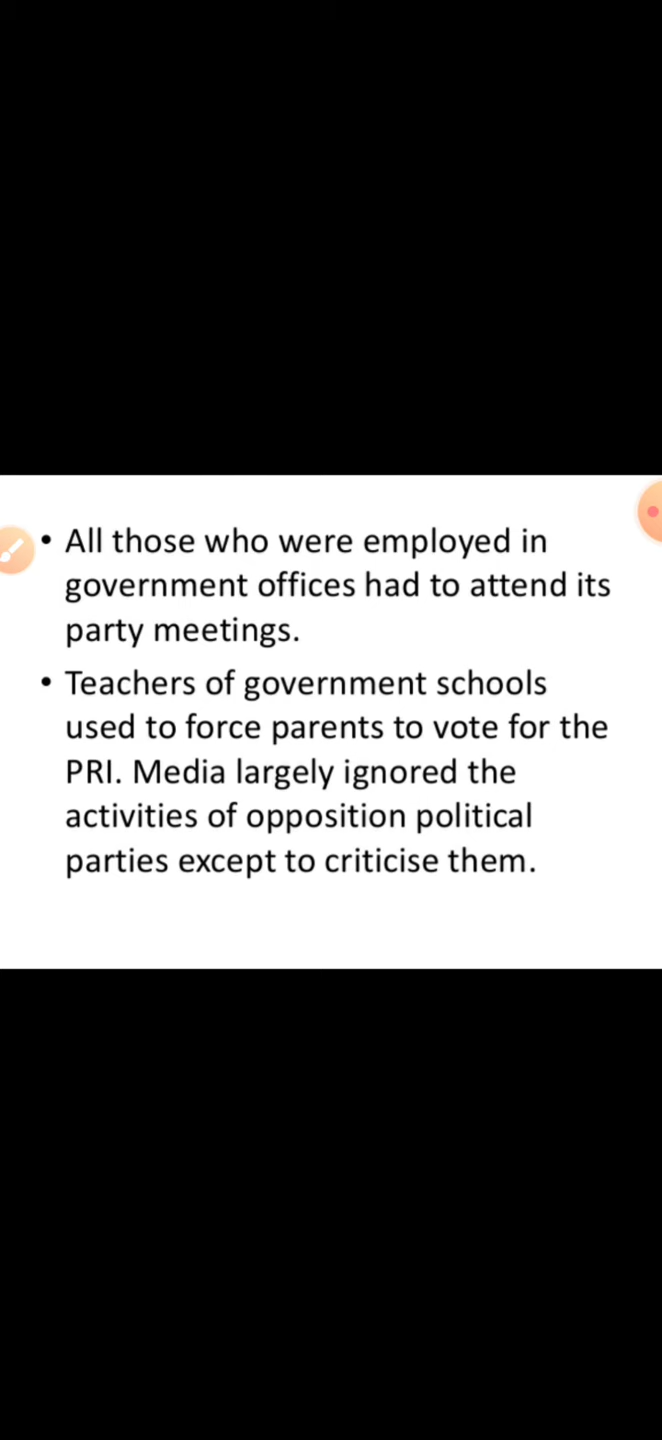 • All those who were employed in
government offices had to attend its
party meetings.
• Teachers of government schools
used to force parents to vote for the
PRI. Media largely ignored the
activities of opposition political
parties except to criticise them.